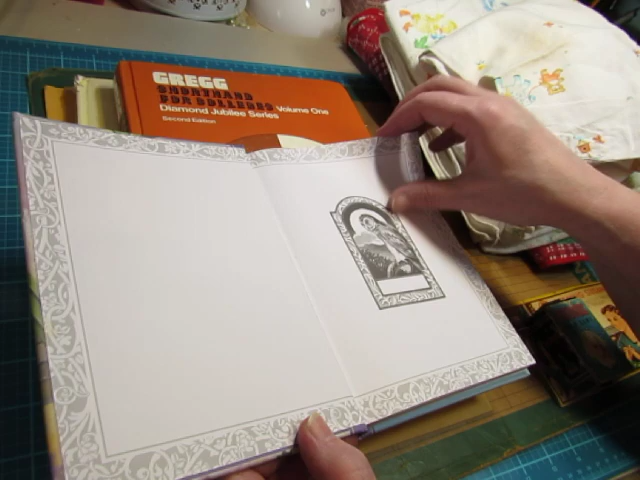 GREGG
SHORTHAND
FOR COLLEGES Volume One
Diamond Jubilee Series
Second Edition